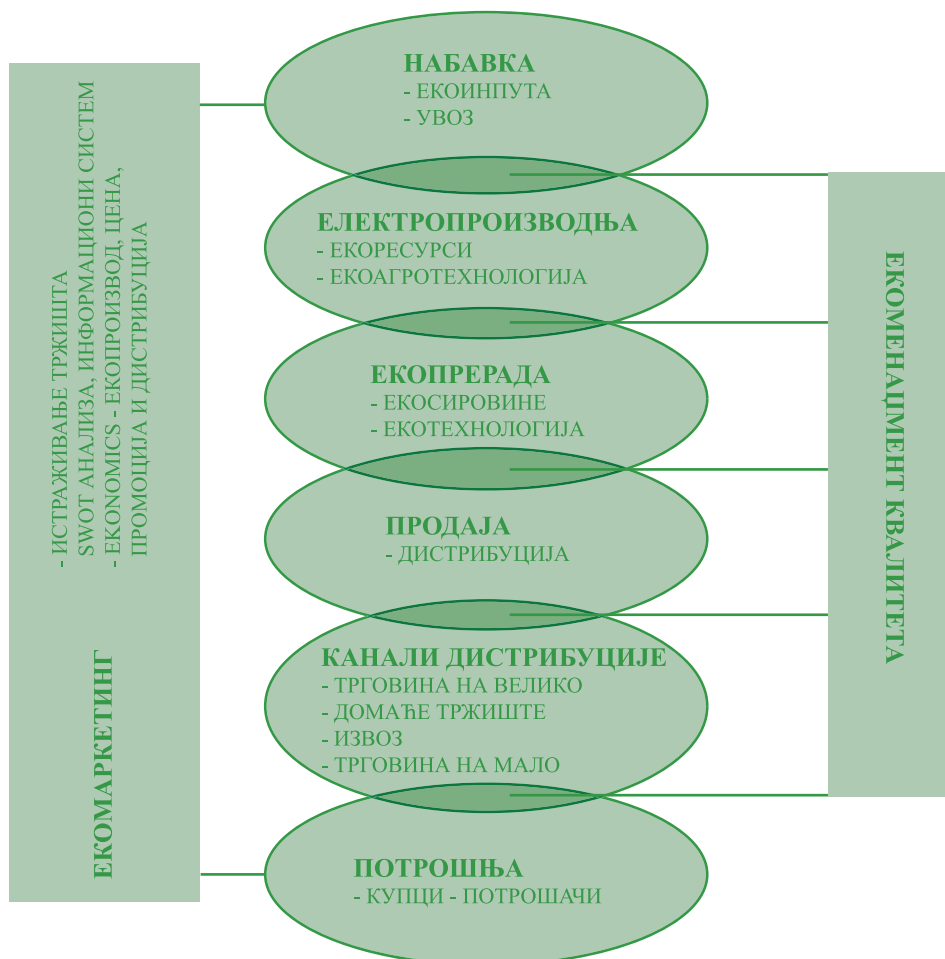 НАБАВКА
- ЕКОИНПУТА
- УВОЗ
ЕЛЕКТРОПРОИЗВОДЊА
- ЕКОРЕСУРСИ
- ЕКОАГРОТЕХНОЛОГИЈА
ЕКОПРЕРАДА
- ЕКОСИРОВИНЕ
- ЕКОТЕХНОЛОГИЈА
ПРОДАЈА
- ДИСТРИБУЦИЈА
КАНАЛИ ДИСТРИБУЦИЈЕ
- ТРГОВИНА НА ВЕЛИКО
- ДОМАЋЕ ТРЖИШТЕ
- ИЗВОЗ
- ТРГОВИНА НА МАЛО
ПОТРОШЊА
- КУПЦИ - ПОТРОШАЧИ
ЕКОМАРКЕТИНГ
- ИСТРАЖИВАЊЕ ТРЖИШТА
SWOT АНАЛИЗА, ИНФОРМАЦИОНИ СИСТЕМ
- EKONOMICS - ЕКОПРОИЗВОД, ЦЕНА,
ПРОМОЦИЈА И ДИСТРИБУЦИЈА
ЕКОМЕНАЏМЕНТ КВАЛИТЕТА